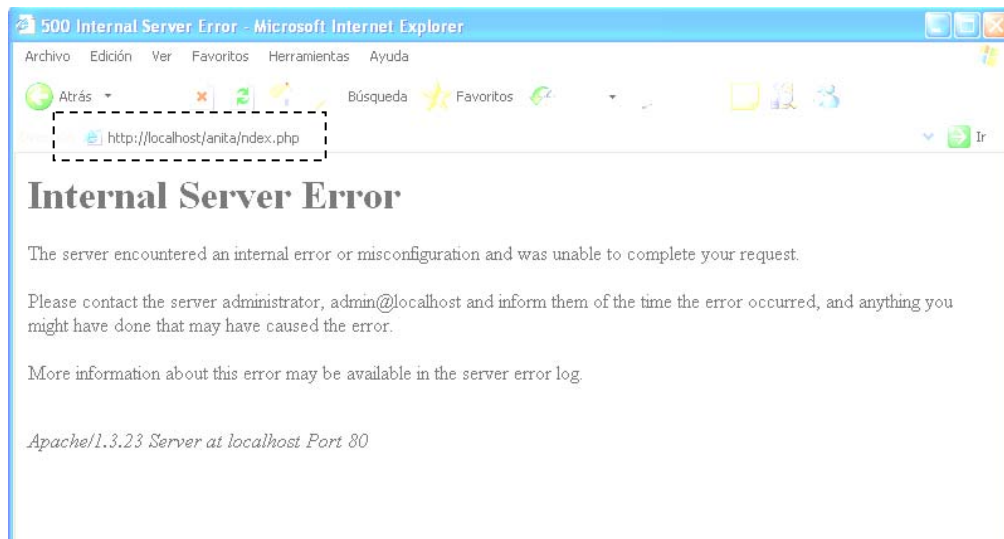 500 Internal Server Error - Microsoft Internet Explorer
Archivo Edición Ver Favoritos Herramientas Ayuda
Atrás Búsqueda Favoritos
http://localhost/anita/ndex.php Ir
Internal Server Error
The server encountered an internal error or misconfiguration and was unable to complete your request.
Please contact the server administrator, admin@localhost and inform them of the time the error occurred, and anything you
might have done that may have caused the error.
More information about this error may be available in the server error log.
Apache/1.3.23 Server at localhost Port 80